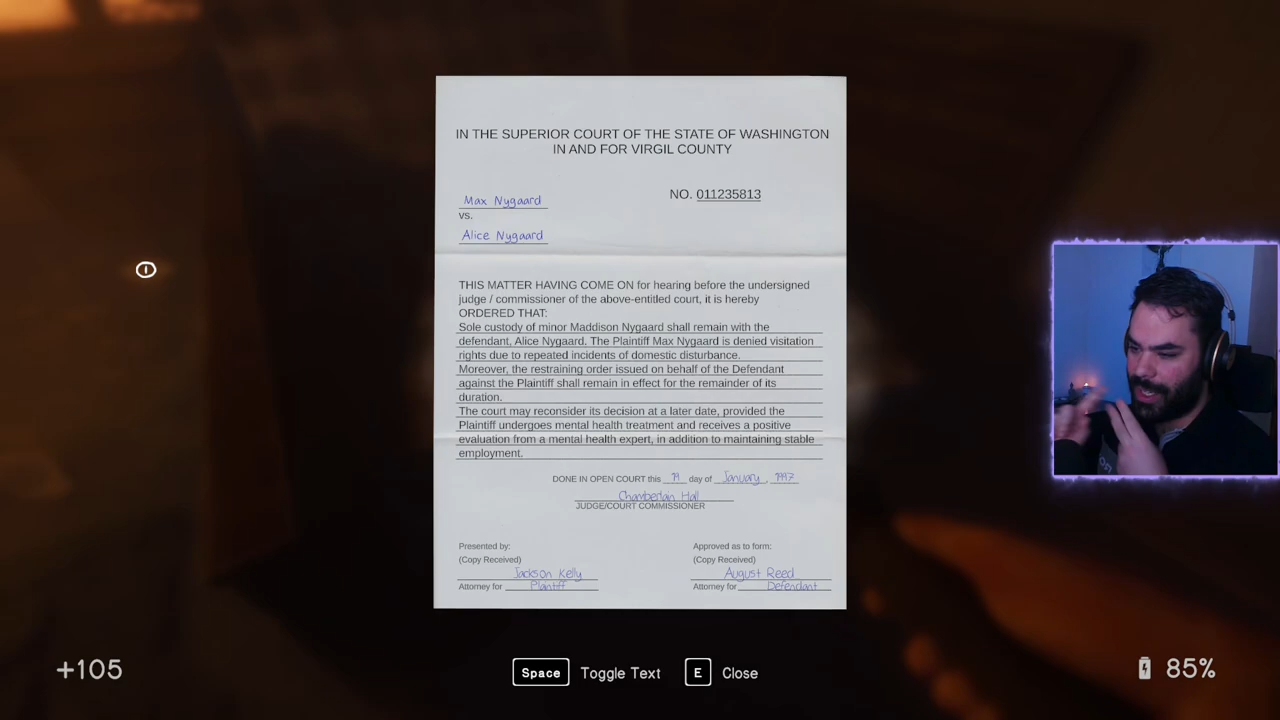 IN THE SUPERIOR COURT OF THE STATE OF WASHINGTON
IN AND FOR VIRGIL COUNTY
NO. 011235813
Max Nygaard
vs.
Alice Nygaard
THIS MATTER HAVING COME ON for hearing before the undersigned
judge / commissioner of the above-entitled court, it is hereby
ORDERED THAT:
Sole custody of minor Maddison Nygaard shall remain with the
defendant, Alice Nygaard. The Plaintiff Max Nygaard is denied visitation
rights due to repeated incidents of domestic disturbance.
Moreover, the restraining order issued on behalf of the Defendant
against the Plaintiff shall remain in effect for the remainder of its
duration.
The court may reconsider its decision at a later date, provided the
Plaintiff undergoes mental health treatment and receives a positive
evaluation from a mental health expert, in addition to maintaining stable
employment.
DONE IN OPEN COURT this 19 day of January, 1997
Chamberlan Hall
JUDGE/COURT COMMISSIONER
Presented by:
(Copy Received)
Jackson Kelly
Attorney for Plaintiff
Approved as to form:
(Copy Received)
August Reed
Attorney for Defendant
+105
Space Toggle Text E Close
85%